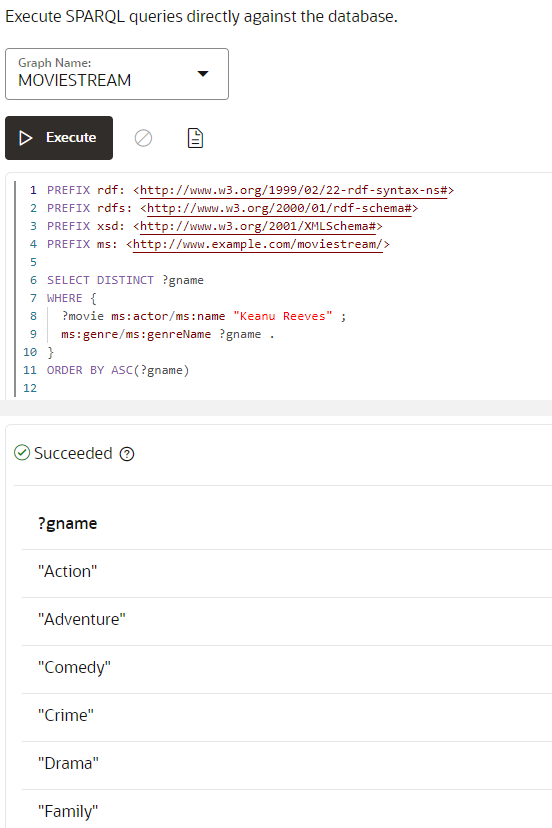 Execute SPARQL queries directly against the database.
Graph Name:
MOVIESTREAM
Execute
1 PREFIX rdf: <http://www.w3.org/1999/02/22-rdf-syntax-ns#>
2 PREFIX rdfs: <http://www.w3.org/2000/01/rdf-schema#>
3 PREFIX xsd: <http://www.w3.org/2001/XMLSchema#>
4 PREFIX ms: <http://www.example.com/moviestream/>
5
6 SELECT DISTINCT ?gname
7 WHERE {
8 ?movie ms:actor/ms:name "Keanu Reeves" ;
9 ms:genre/ms:genreName ?gname .
10 }
11 ORDER BY ASC(?gname)
12
Succeeded ?
?gname
"Action"
"Adventure"
"Comedy"
"Crime"
"Drama"
"Family"